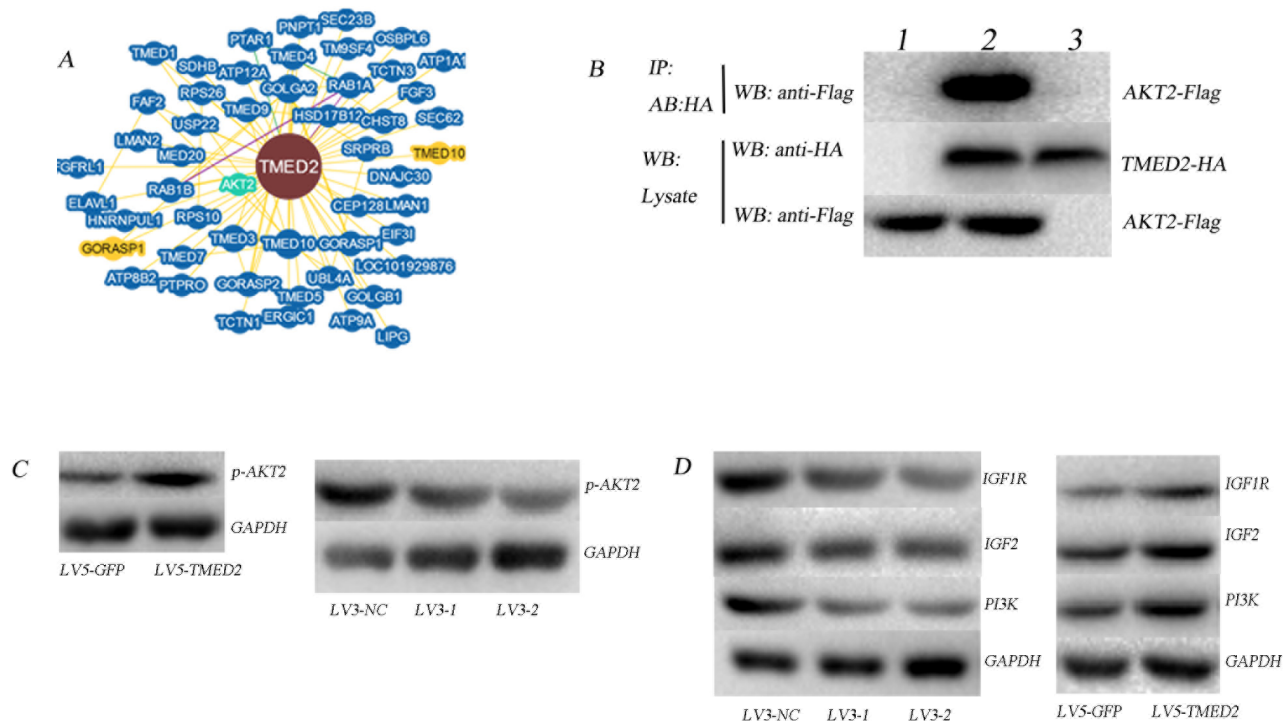 A
SEC23B
PNPT1
PTAR1
OSBPL6
TMED1
TMED4
TM9SF4
SDHB
ATP12A
TCTN3
ATP1A1
RPS26
GOLGA2
RAB1A
FAF2
TMED9
FGF3
USP22
HSD17B12
CHST8
SEC62
LMAN2
MED20
SRPRB
TMED10
TMED2
FGFRL1
AKT2
DNAJC30
RAB1B
ELAVL1
CEP128
LMAN1
HNRNPUL1
RPS10
GORASP1
TMED3
TMED10
GORASP1
EIF3I
TMED7
LOC101929876
ATP8B2
PTPRO
GORASP2
UBL4A
TMED5
GOLGB1
TCTN1
ERGIC1
ATP9A
LIPG
B
1 2 3
IP:
AB:HA
WB: anti-Flag
AKT2-Flag
WB:
Lysate
WB: anti-HA
TMED2-HA
WB: anti-Flag
AKT2-Flag
C
p-AKT2
GAPDH
LV5-GFP LV5-TMED2
p-AKT2
GAPDH
LV3-NC LV3-1 LV3-2
D
IGF1R
IGF2
PI3K
GAPDH
LV3-NC LV3-1 LV3-2
IGF1R
IGF2
PI3K
GAPDH
LV5-GFP LV5-TMED2